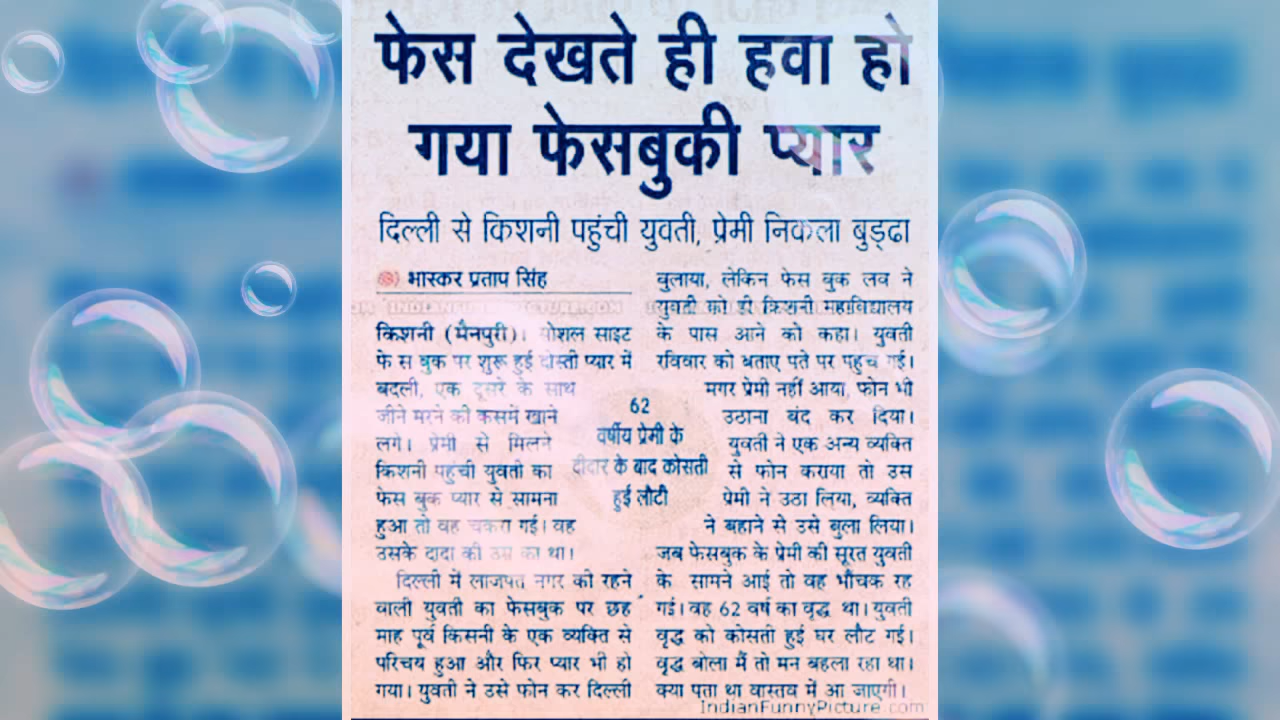 फेस देखते ही हवा हो
गया फेसबुकी प्यार
दिल्ली से किशनी पहुंची युवती, प्रेमी निकला बुड्ढा
भास्कर प्रताप सिंह
किशनी (मैनपुरी)। सोशल साइट
फेस बुक पर शुरू हुई दोस्ती प्यार में
बदली, एक दूसरे के साथ
जीने मरने की कसमें खाने
लगे। प्रेमी से मिलने
किशनी पहुंची युवती का
फेस बुक प्यार से सामना
हुआ तो वह चकरा गई। वह
उसके दादा की उम्र का था।
दिल्ली में लाजपत नगर की रहने
वाली युवती का फेसबुक पर छह
माह पूर्व किसनी के एक व्यक्ति से
परिचय हुआ और फिर प्यार भी हो
गया। युवती ने उसे फोन कर दिल्ली
62
वर्षीय प्रेमी के
दीदार के बाद कोसती
हुई लौटी
बुलाया, लेकिन फेस बुक लव ने
युवती को ही किशनी महाविद्यालय
के पास आने को कहा। युवती
रविवार को बताए पते पर पहुंच गई।
मगर प्रेमी नहीं आया, फोन भी
उठाना बंद कर दिया।
युवती ने एक अन्य व्यक्ति
से फोन कराया तो उस
प्रेमी ने उठा लिया, व्यक्ति
ने बहाने से उसे बुला लिया।
जब फेसबुक के प्रेमी की सूरत युवती
के सामने आई तो वह भौचक रह
गई। वह 62 वर्ष का वृद्ध था। युवती
वृद्ध को कोसती हुई घर लौट गई।
वृद्ध बोला मैं तो मन बहला रहा था।
क्या पता था वास्तव में आ जाएगी।
IndianFunnyPicture.com